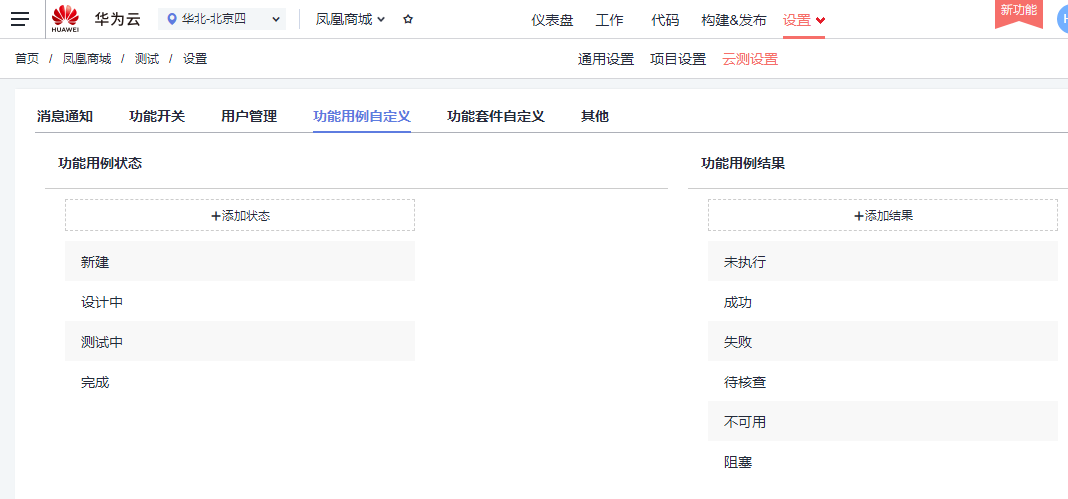 HUAWEI 华为云 华北-北京四 凤凰商城 仪表盘 工作 代码 构建&发布 设置 新功能 H
首页 / 凤凰商城 / 测试 / 设置 通用设置 项目设置 云测设置
消息通知 功能开关 用户管理 功能用例自定义 功能套件自定义 其他
功能用例状态 功能用例结果
+添加状态 +添加结果
新建 未执行
设计中 成功
测试中 失败
完成 待核查
不可用
阻塞